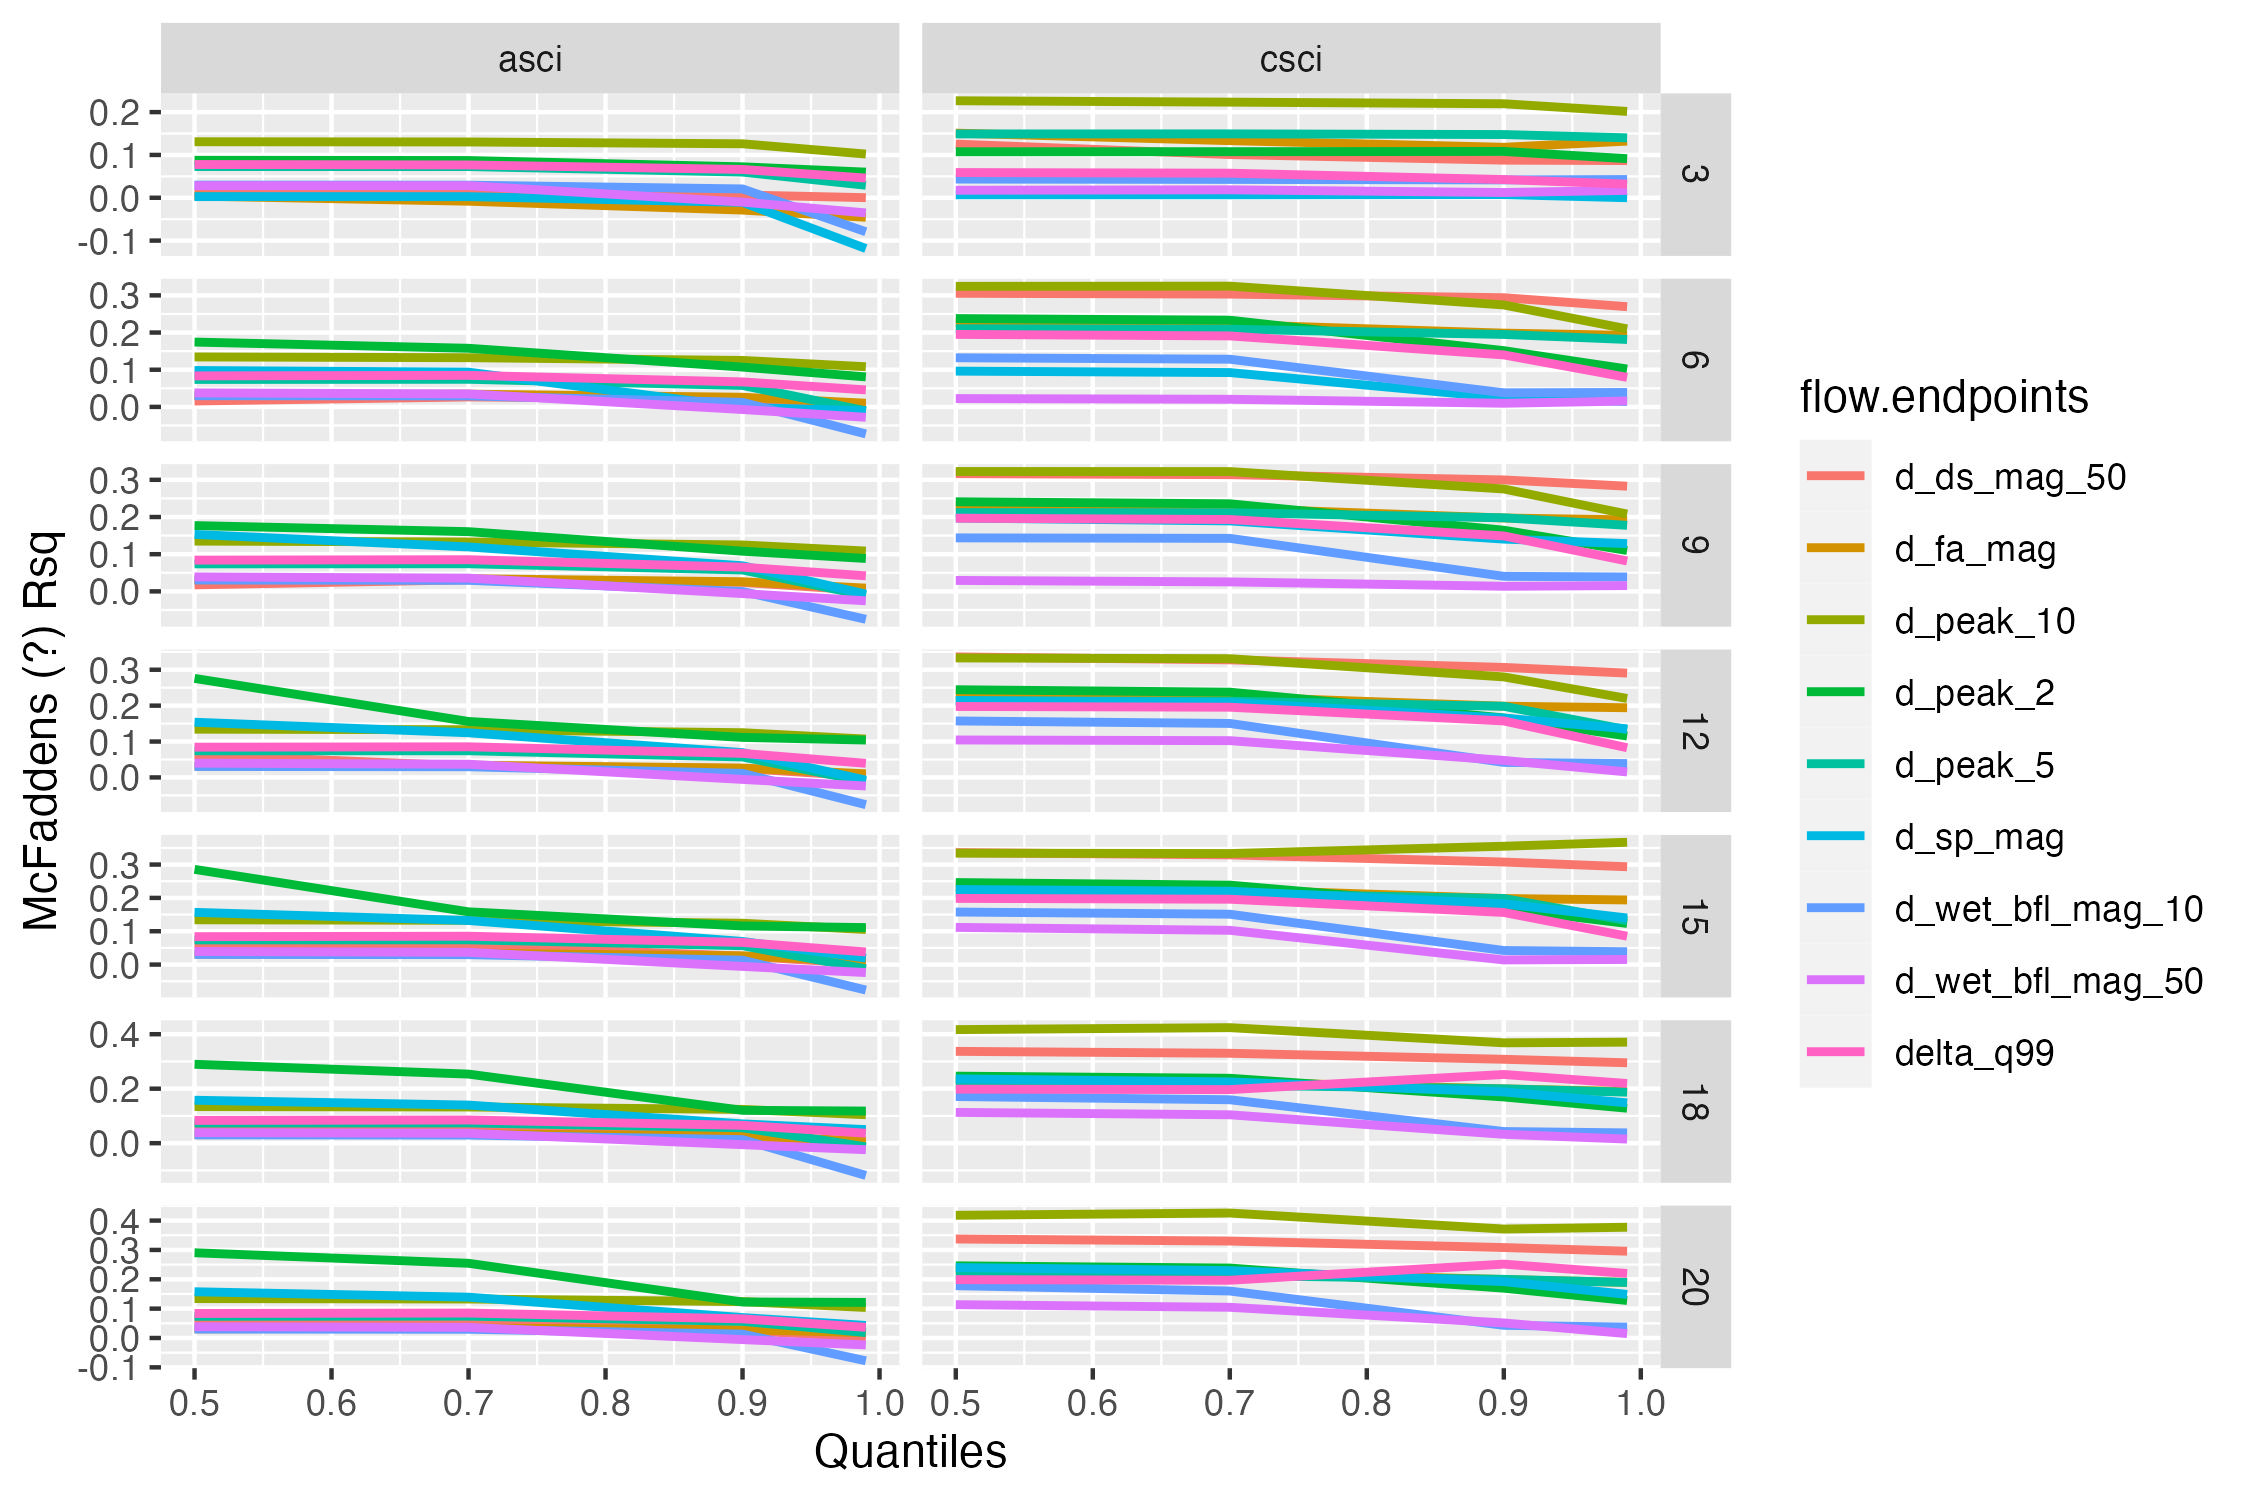 asci
csci
0.2
0.1
0.0
-0.1
3
0.3
0.2
0.1
0.0
6
0.3
0.2
0.1
0.0
9
0.3
0.2
0.1
0.0
12
0.3
0.2
0.1
0.0
15
0.4
0.2
0.0
18
0.4
0.3
0.2
0.1
0.0
-0.1
20
0.5 0.6 0.7 0.8 0.9 1.0
0.5 0.6 0.7 0.8 0.9 1.0
Quantiles
McFaddens (?) Rsq
flow.endpoints
d_ds_mag_50
d_fa_mag
d_peak_10
d_peak_2
d_peak_5
d_sp_mag
d_wet_bfl_mag_10
d_wet_bfl_mag_50
delta_q99